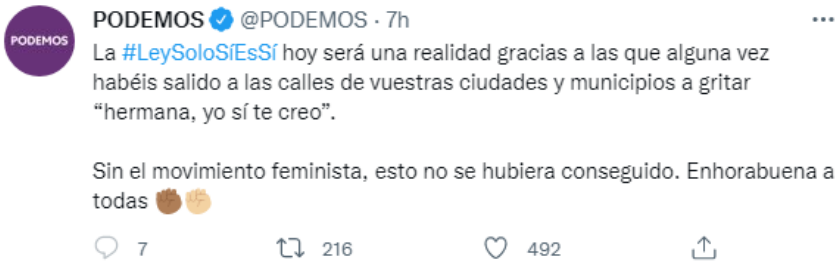 PODEMOS @PODEMOS · 7h
PODEMOS
La #LeySoloSíEsSí hoy será una realidad gracias a las que alguna vez
habéis salido a las calles de vuestras ciudades y municipios a gritar
“hermana, yo sí te creo”.
Sin el movimiento feminista, esto no se hubiera conseguido. Enhorabuena a
todas ✊🏾✊🏼
7 216 492